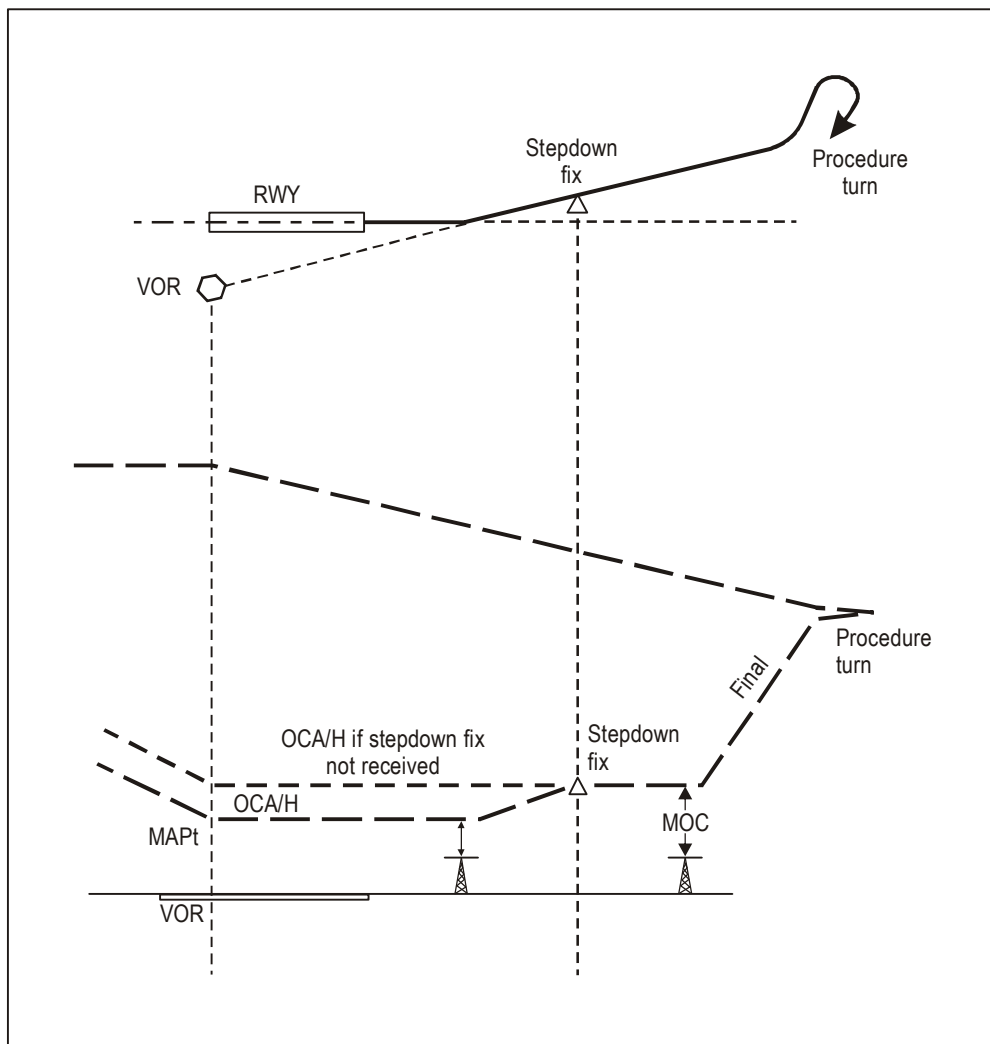 Stepdown
fix
Procedure
turn
RWY
VOR
Procedure
turn
Final
OCA/H if stepdown fix
not received
Stepdown
fix
OCA/H
MAPt
MOC
VOR